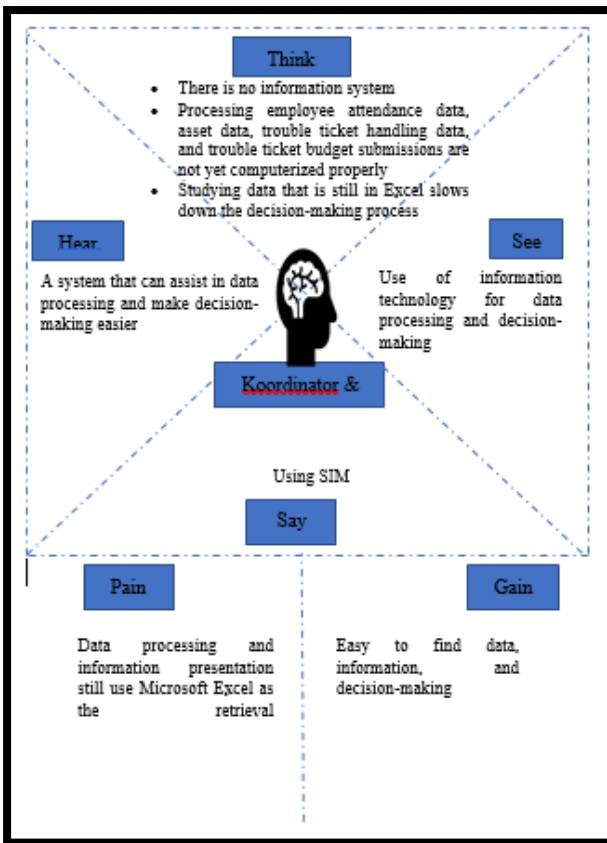 Think
• There is no information system
• Processing employee attendance data,
asset data, trouble ticket handling data,
and trouble ticket budget submissions are
not yet computerized properly
• Studying data that is still in Excel slows
down the decision-making process
Hear
A system that can assist in data
processing and make decision-
making easier
See
Use of information
technology for data
processing and decision-
making
Koordinator &
Using SIM
Say
Pain
Data processing and
information presentation
still use Microsoft Excel as
the retrieval
Gain
Easy to find data,
information, and
decision-making